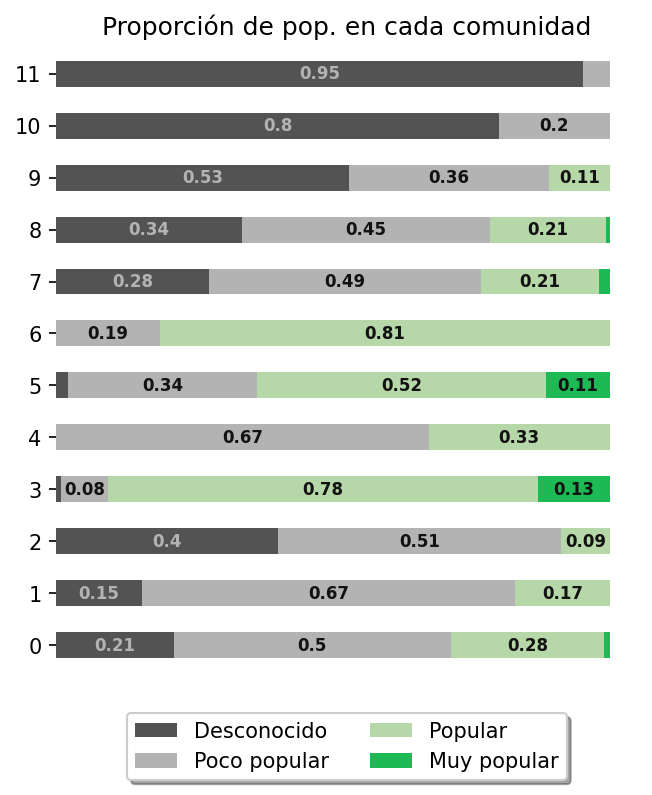 Proporción de pop. en cada comunidad
11 0.95
10 0.8 0.2
9 0.53 0.36 0.11
8 0.34 0.45 0.21
7 0.28 0.49 0.21
6 0.19 0.81
5 0.34 0.52 0.11
4 0.67 0.33
3 0.08 0.78 0.13
2 0.4 0.51 0.09
1 0.15 0.67 0.17
0 0.21 0.5 0.28
Desconocido Popular
Poco popular Muy popular